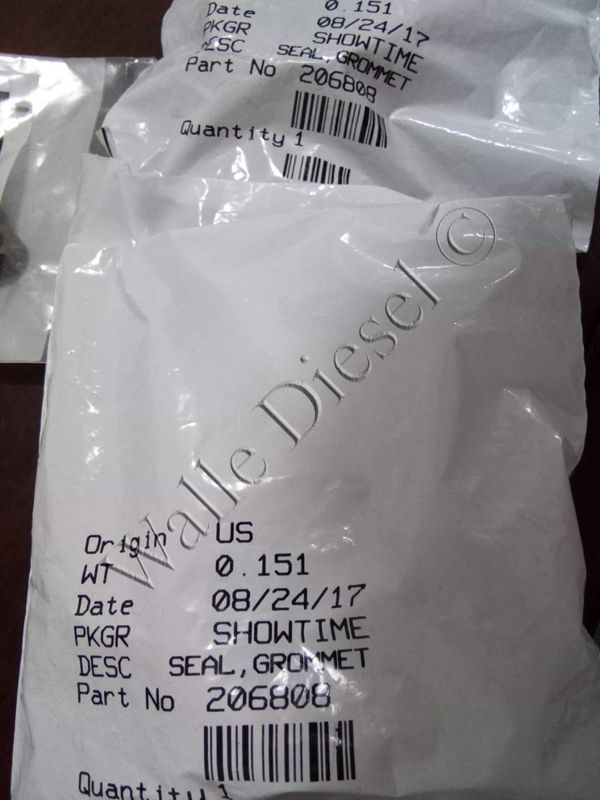 Date 0.151
PKGR 08/24/17
DESC SHOWTIME
SEAL,GROMMET
Part No 206808
Quantity 1
Walle Diesel ©
Origin US
WT 0.151
Date 08/24/17
PKGR SHOWTIME
DESC SEAL,GROMMET
Part No 206808
Quantity 1